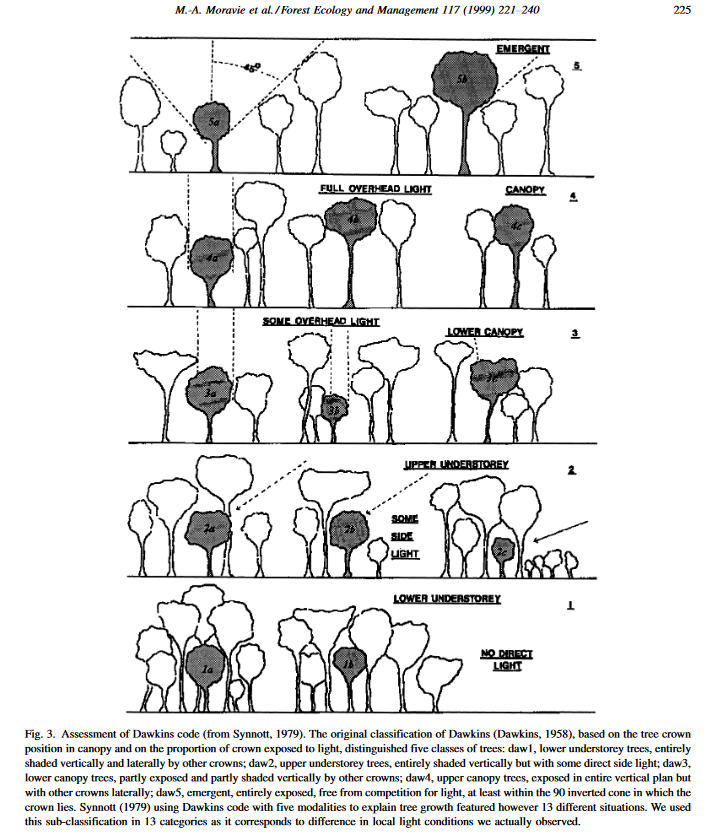 M.-A. Moravie et al. / Forest Ecology and Management 117 (1999) 221–240
225
EMERGENT
5
45°
5a
5b
FULL OVERHEAD LIGHT
CANOPY
4
4a
4b
4c
SOME OVERHEAD LIGHT
LOWER CANOPY
3
3a
3b
UPPER UNDERSTOREY
2
2a
2b
SOME
SIDE
LIGHT
2c
LOWER UNDERSTOREY
1
1a
1b
NO DIRECT
LIGHT
Fig. 3. Assessment of Dawkins code (from Synnott, 1979). The original classification of Dawkins (Dawkins, 1958), based on the tree crown
position in canopy and on the proportion of crown exposed to light, distinguished five classes of trees: daw1, lower understorey trees, entirely
shaded vertically and laterally by other crowns; daw2, upper understorey trees, entirely shaded vertically but with some direct side light; daw3,
lower canopy trees, partly exposed and partly shaded vertically by other crowns; daw4, upper canopy trees, exposed in entire vertical plan but
with other crowns laterally; daw5, emergent, entirely exposed, free from competition for light, at least within the 90 inverted cone in which the
crown lies. Synnott (1979) using Dawkins code with five modalities to explain tree growth featured however 13 different situations. We used
this sub-classification in 13 categories as it corresponds to difference in local light conditions we actually observed.